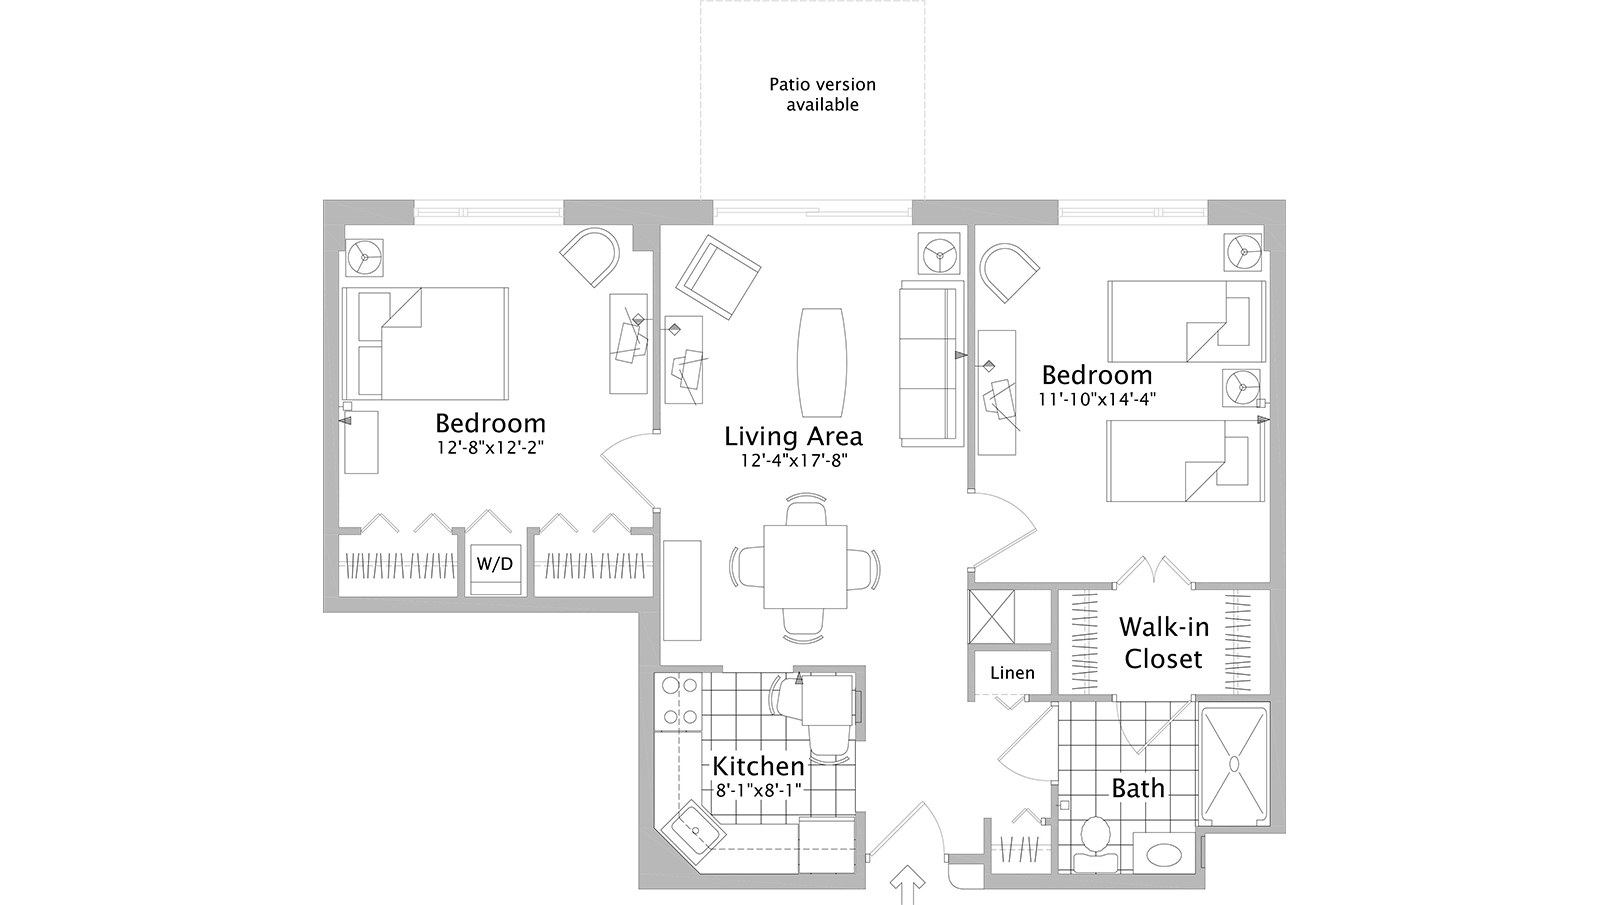 Patio version
available
Bedroom
12'-8"x12'-2"
Living Area
12'-4"x17'-8"
Bedroom
11'-10"x14'-4"
W/D
Walk-in
Closet
Linen
Kitchen
8'-1"x8'-1"
Bath